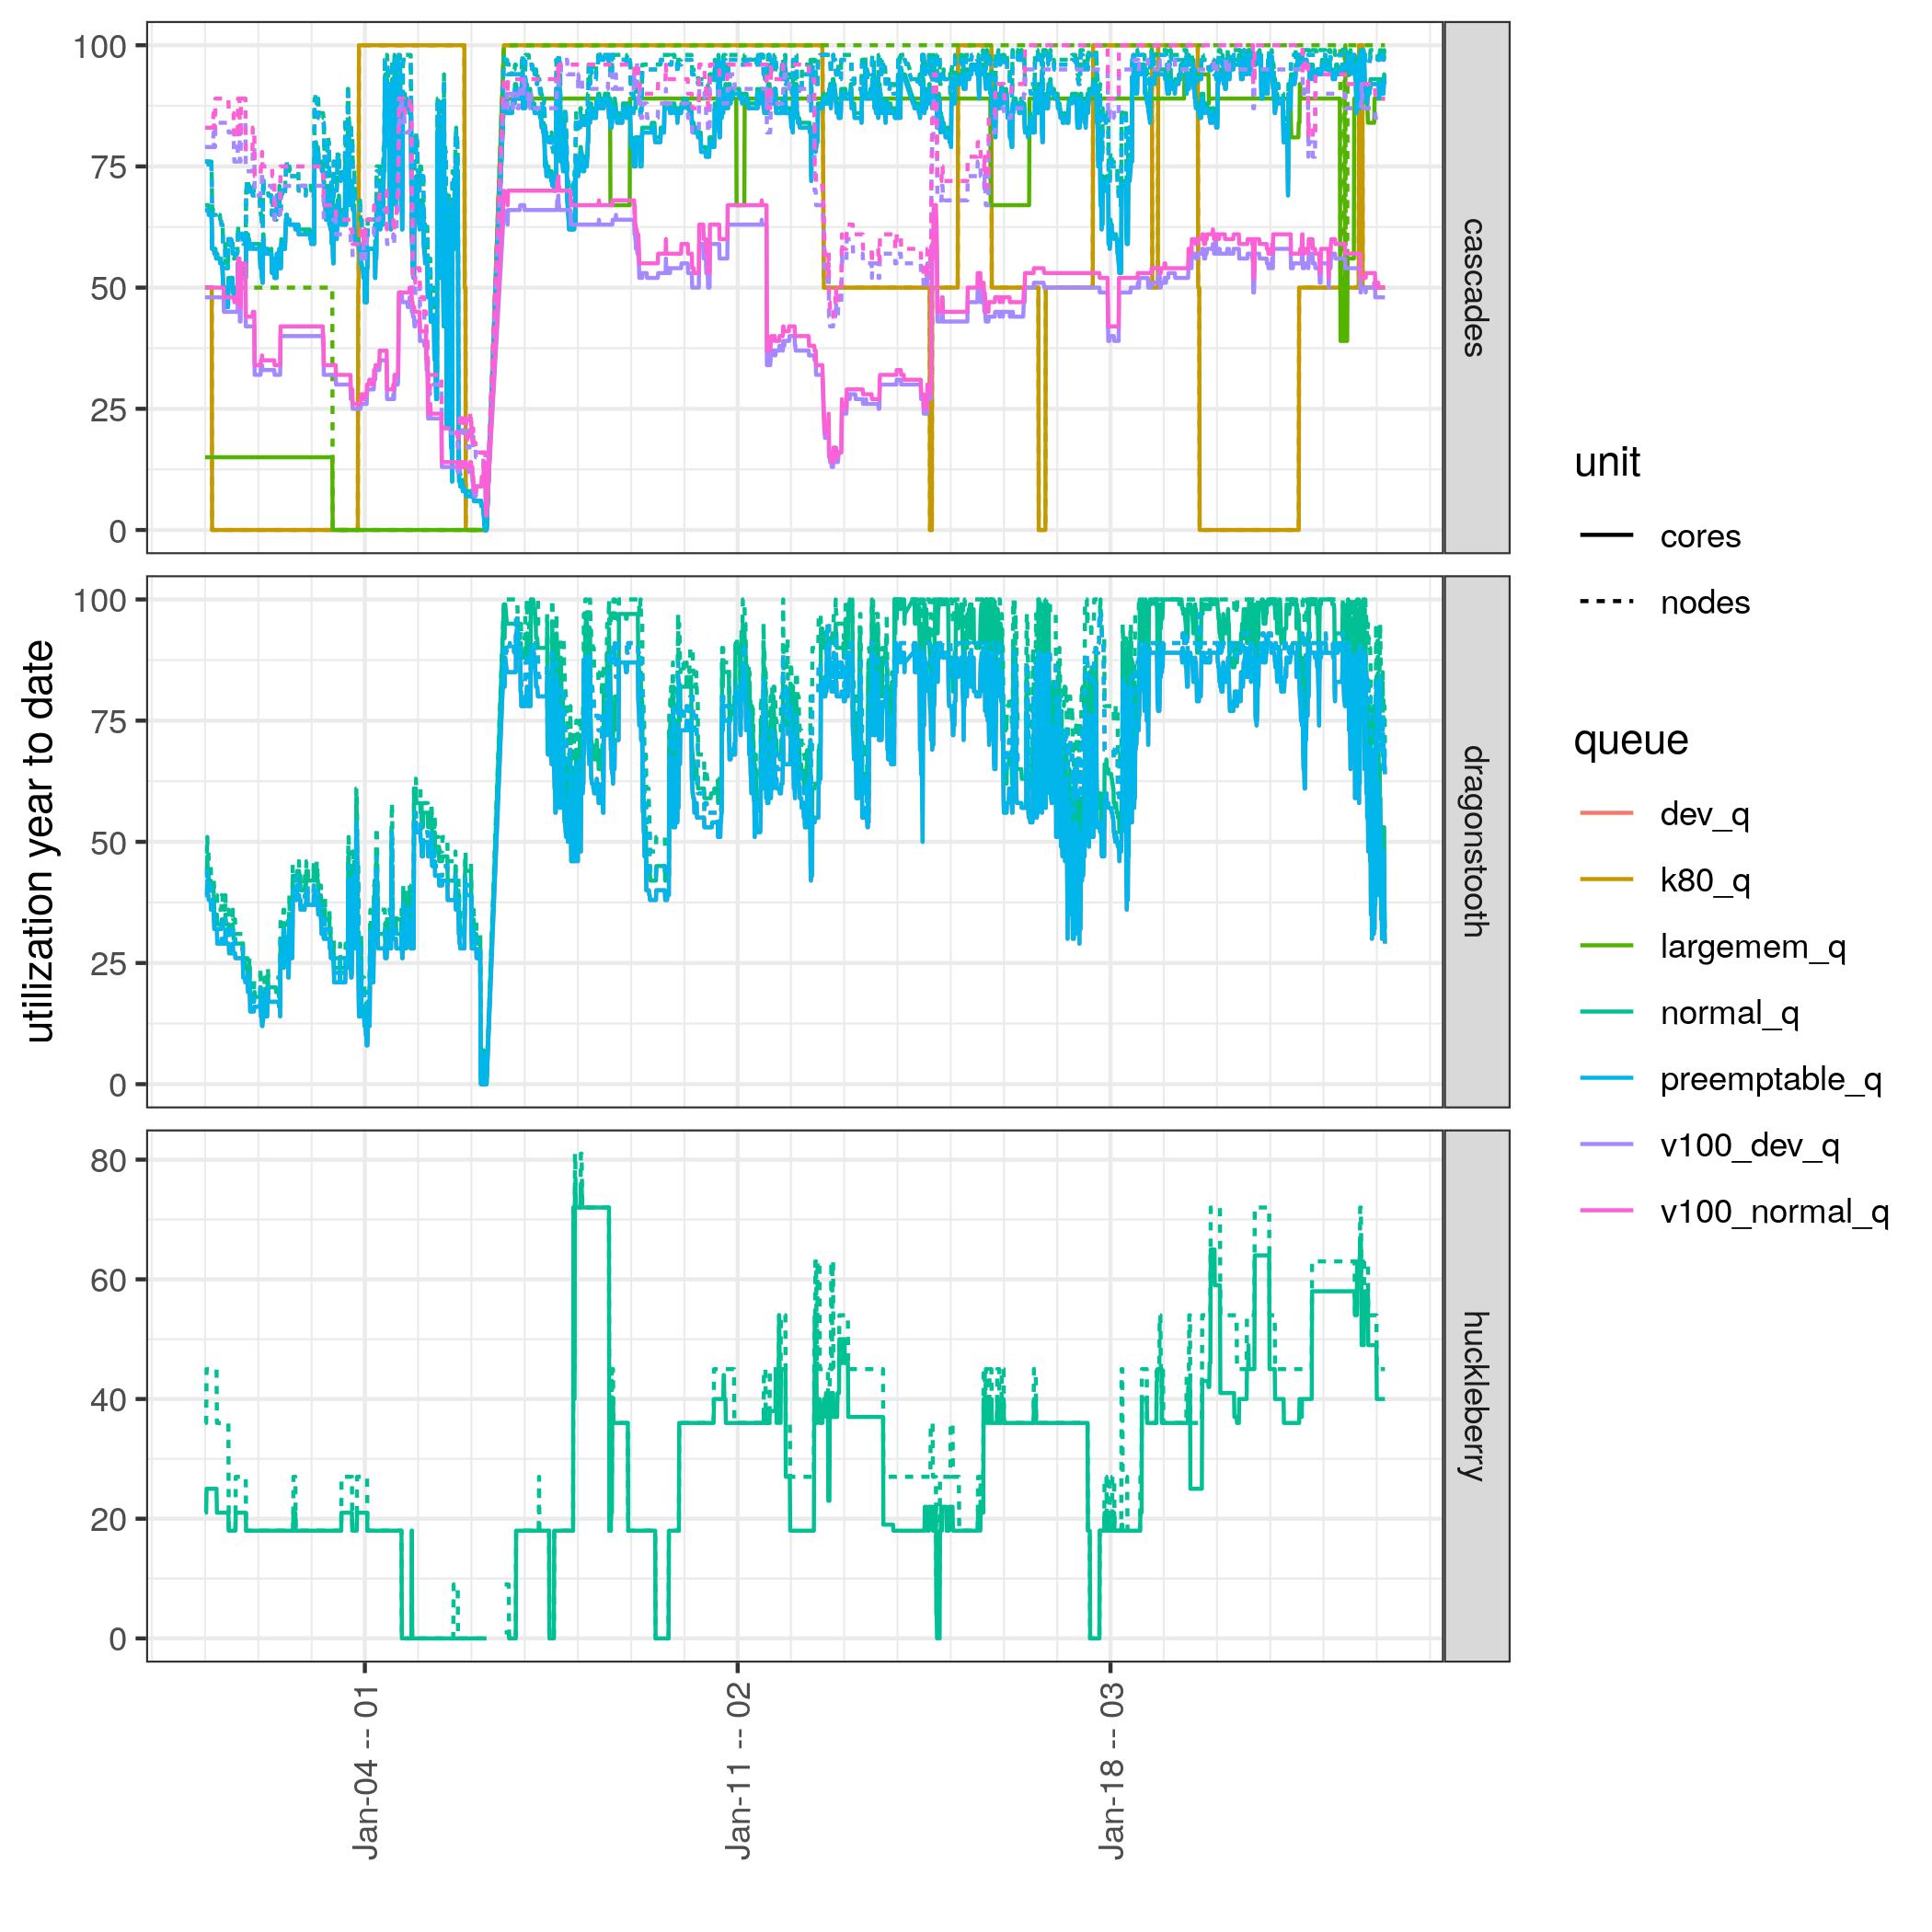 utilization year to date
100
75
50
25
0
cascades
100
75
50
25
0
dragonstooth
80
60
40
20
0
huckleberry
Jan-04 -- 01
Jan-11 -- 02
Jan-18 -- 03
unit
cores
nodes
queue
dev_q
k80_q
largemem_q
normal_q
preemptable_q
v100_dev_q
v100_normal_q